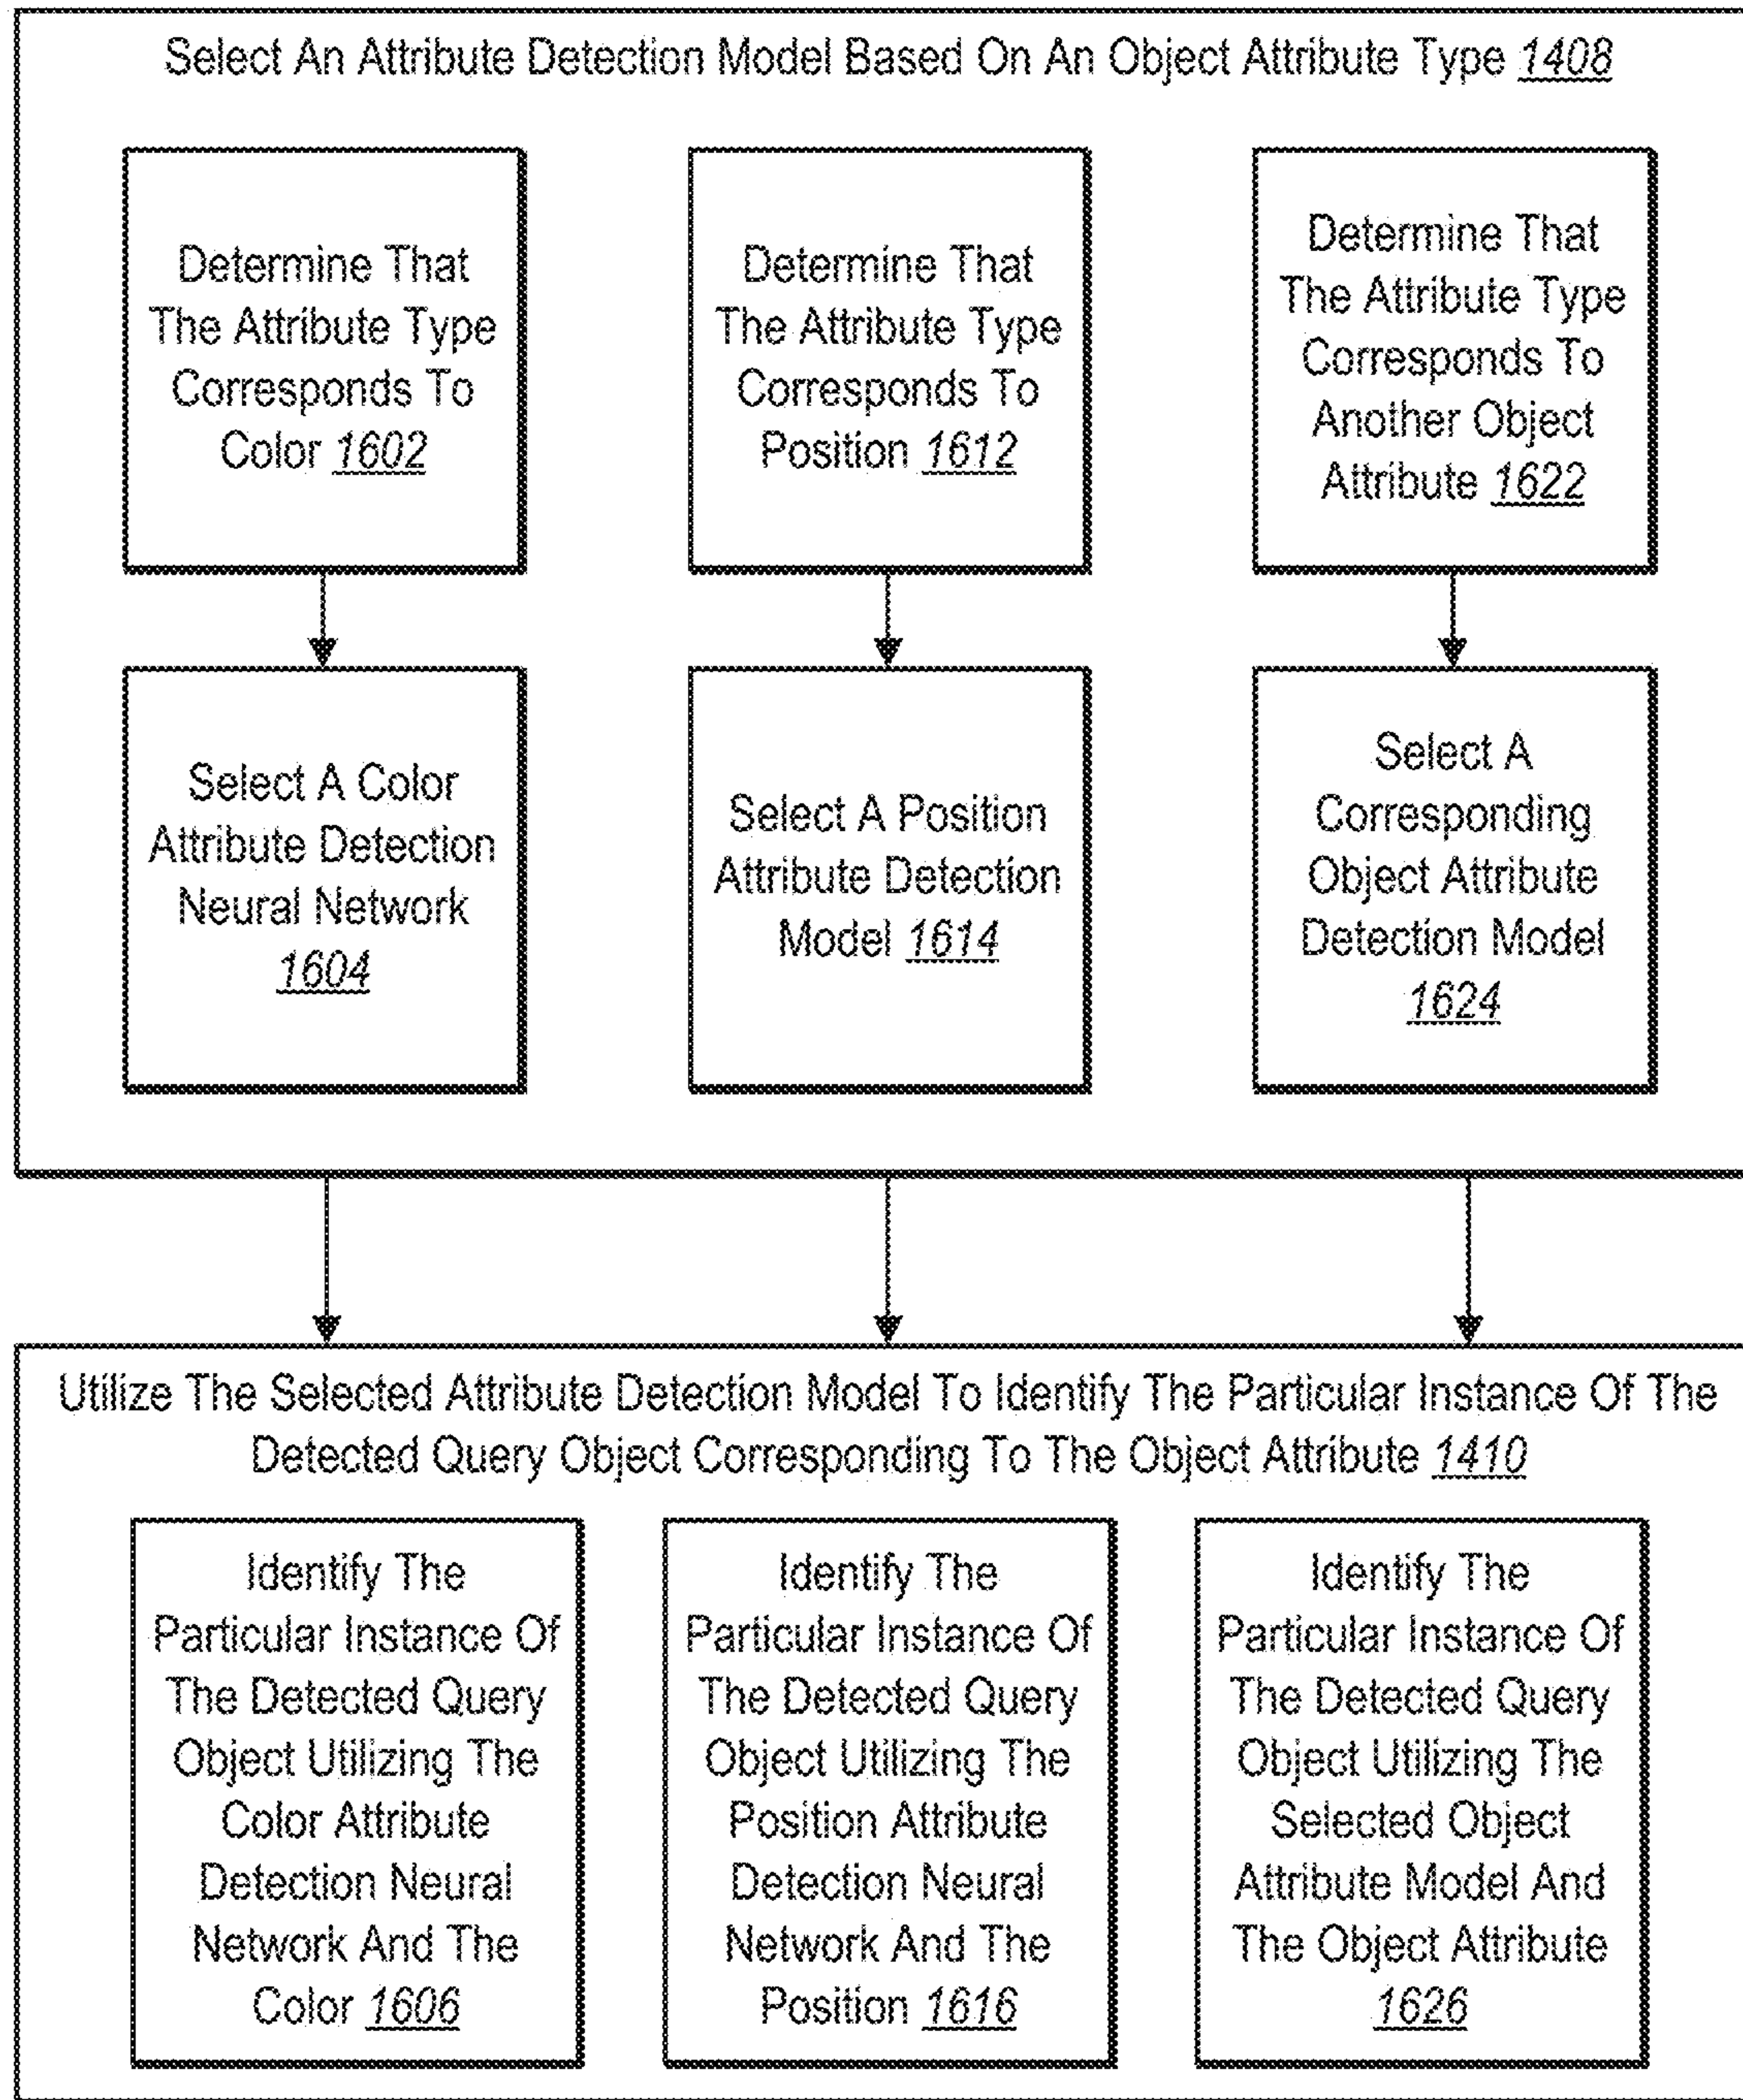 Select An Attribute Detection Model Based On An Object Attribute Type 1408
Determine That
The Attribute Type
Corresponds To
Color 1602
Determine That
The Attribute Type
Corresponds To
Position 1612
Determine That
The Attribute Type
Corresponds To
Another Object
Attribute 1622
Select A Color
Attribute Detection
Neural Network
1604
Select A Position
Attribute Detection
Model 1614
Select A
Corresponding
Object Attribute
Detection Model
1624
Utilize The Selected Attribute Detection Model To Identify The Particular Instance Of The
Detected Query Object Corresponding To The Object Attribute 1410
Identify The
Particular Instance Of
The Detected Query
Object Utilizing The
Color Attribute
Detection Neural
Network And The
Color 1606
Identify The
Particular Instance Of
The Detected Query
Object Utilizing The
Position Attribute
Detection Neural
Network And The
Position 1616
Identify The
Particular Instance Of
The Detected Query
Object Utilizing The
Selected Object
Attribute Model And
The Object Attribute
1626